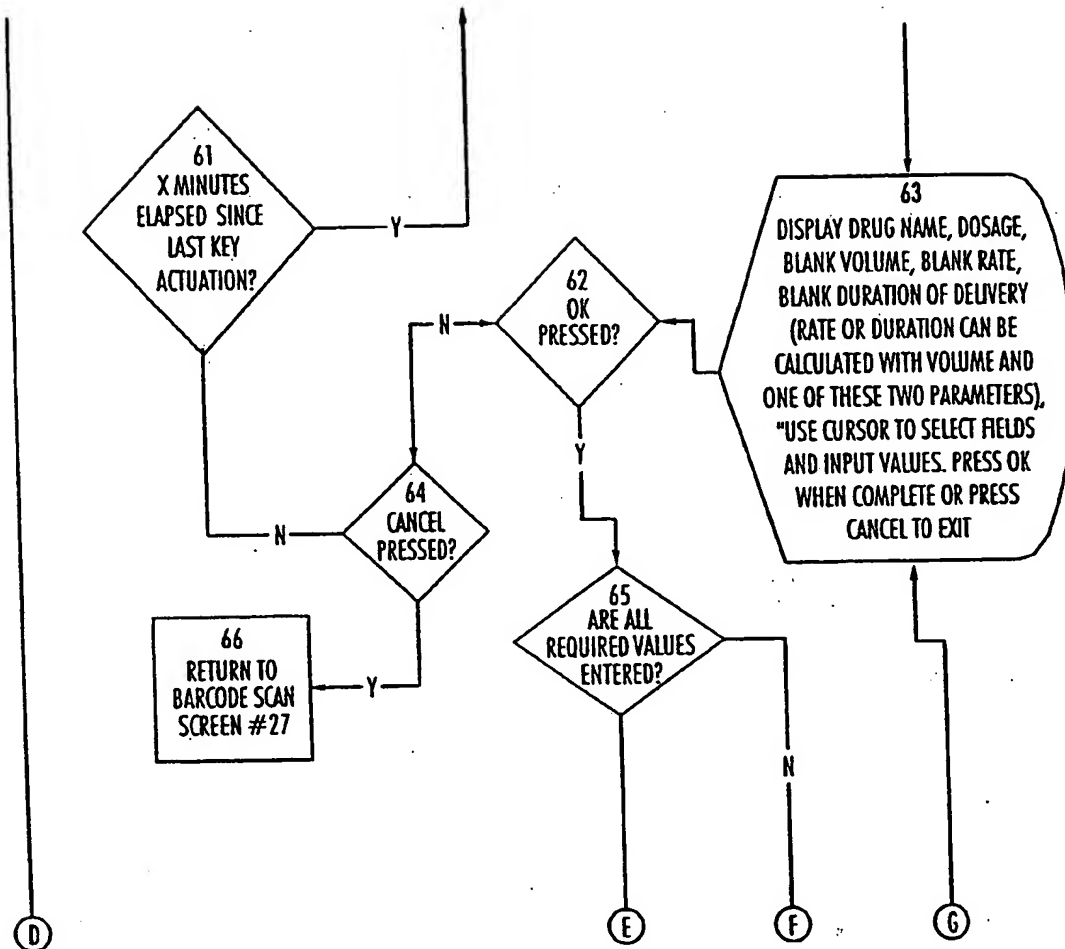 61
X MINUTES
ELAPSED SINCE
LAST KEY
ACTUATION?
Y
63
DISPLAY DRUG NAME, DOSAGE,
BLANK VOLUME, BLANK RATE,
BLANK DURATION OF DELIVERY
(RATE OR DURATION CAN BE
CALCULATED WITH VOLUME AND
ONE OF THESE TWO PARAMETERS),
"USE CURSOR TO SELECT FIELDS
AND INPUT VALUES. PRESS OK
WHEN COMPLETE OR PRESS
CANCEL TO EXIT
62
OK
PRESSED?
N
Y
64
CANCEL
PRESSED?
N
Y
65
ARE ALL
REQUIRED VALUES
ENTERED?
N
66
RETURN TO
BARCODE SCAN
SCREEN #27
D
E
F
G